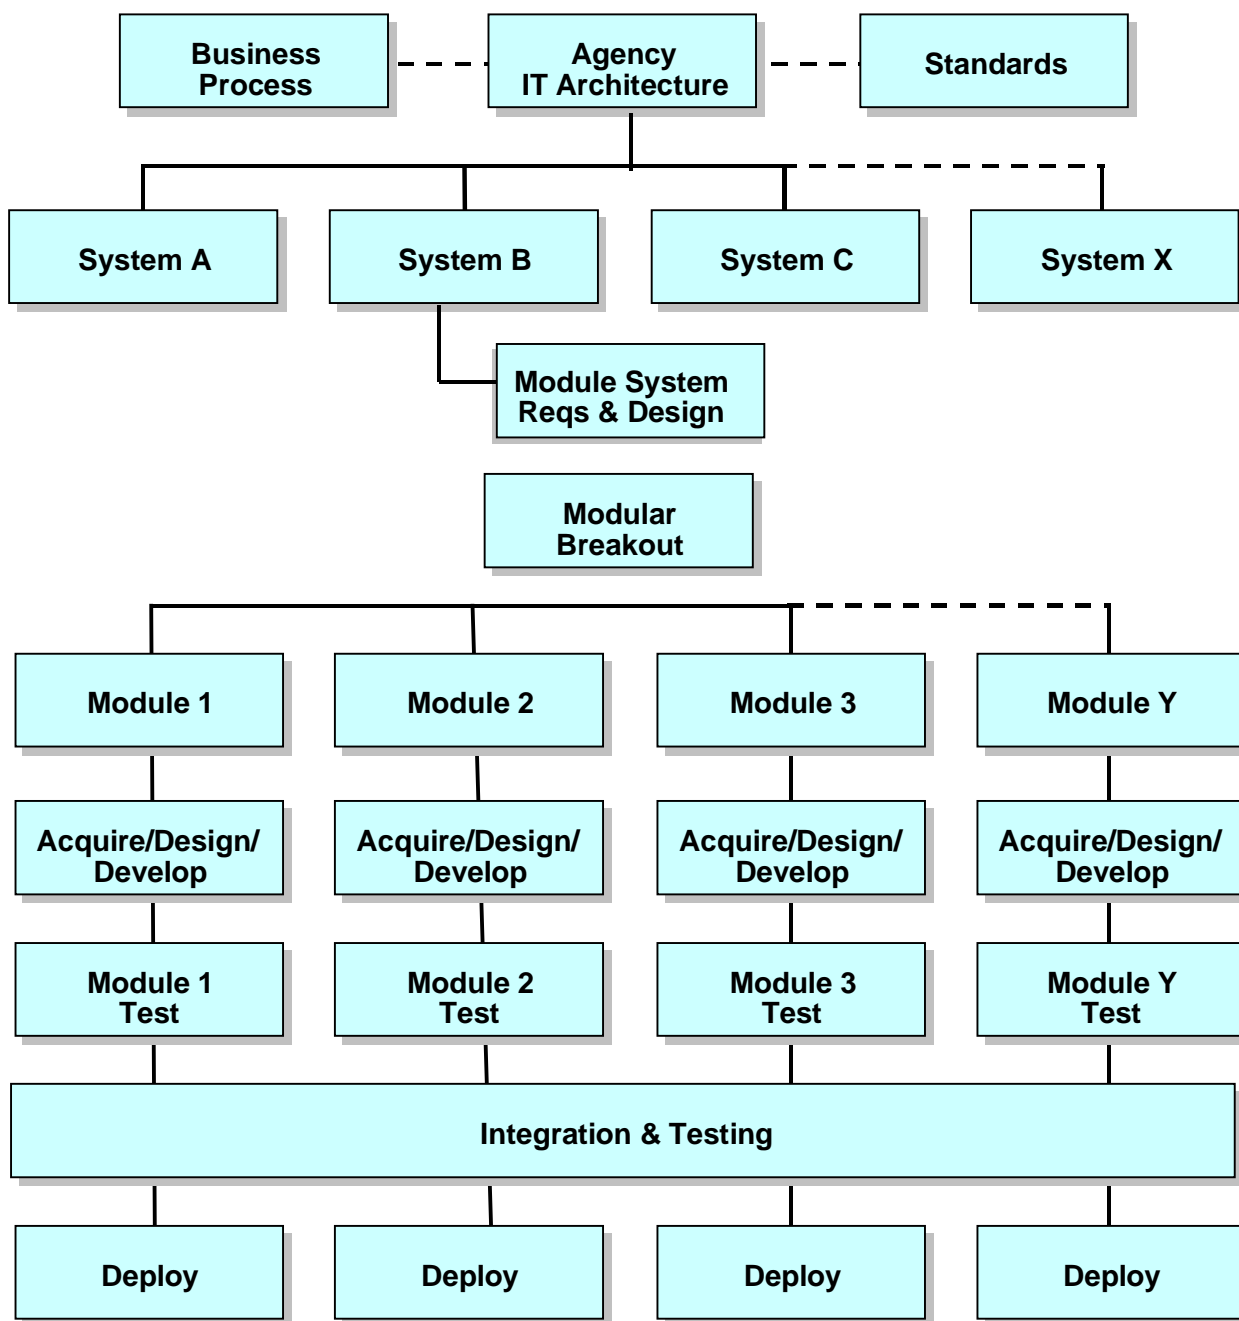 Business
Process
Agency
IT Architecture
Standards
System A
System B
System C
System X
Module System
Reqs & Design
Modular
Breakout
Module 1
Module 2
Module 3
Module Y
Acquire/Design/
Develop
Acquire/Design/
Develop
Acquire/Design/
Develop
Acquire/Design/
Develop
Module 1
Test
Module 2
Test
Module 3
Test
Module Y
Test
Integration & Testing
Deploy
Deploy
Deploy
Deploy